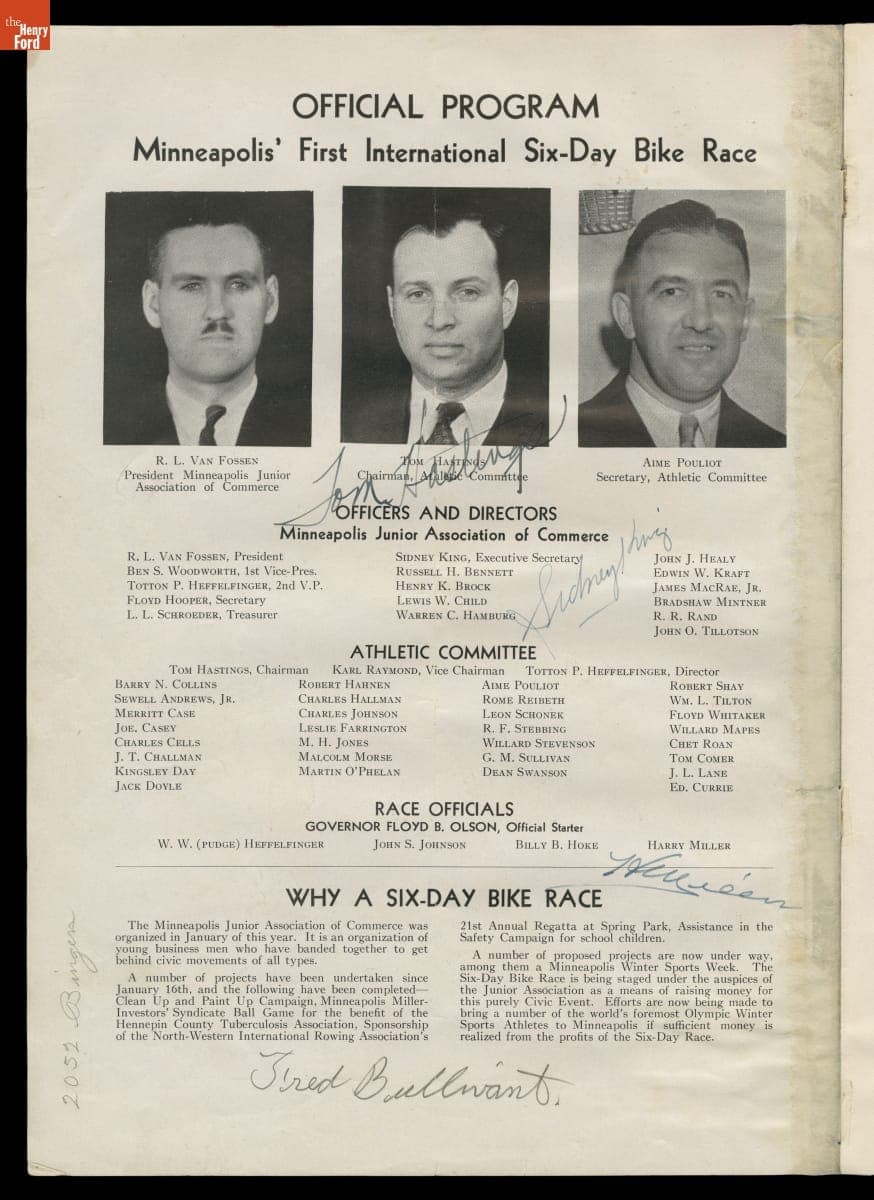 the
Henry
Ford
OFFICIAL PROGRAM
Minneapolis' First International Six-Day Bike Race
R. L. VAN FOSSEN
President Minneapolis Junior
Association of Commerce
TOM HASTINGS
Chairman, Athletic Committee
AIME POULIOT
Secretary, Athletic Committee
Tom Hastings
OFFICERS AND DIRECTORS
Minneapolis Junior Association of Commerce
R. L. VAN FOSSEN, President
BEN S. WOODWORTH, 1st Vice-Pres.
TOTTON P. HEFFELFINGER, 2nd V.P.
FLOYD HOOPER, Secretary
L. L. SCHROEDER, Treasurer
SIDNEY KING, Executive Secretary
RUSSELL H. BENNETT
HENRY K. BROCK
LEWIS W. CHILD
WARREN C. HAMBURG
Sidney King
JOHN J. HEALY
EDWIN W. KRAFT
JAMES MACRAE, JR.
BRADSHAW MINTNER
R. R. RAND
JOHN O. TILLOTSON
ATHLETIC COMMITTEE
TOM HASTINGS, Chairman KARL RAYMOND, Vice Chairman TOTTON P. HEFFELFINGER, Director
BARRY N. COLLINS
SEWELL ANDREWS, JR.
MERRITT CASE
JOE. CASEY
CHARLES CELLS
J. T. CHALLMAN
KINGSLEY DAY
JACK DOYLE
ROBERT HAHNEN
CHARLES HALLMAN
CHARLES JOHNSON
LESLIE FARRINGTON
M. H. JONES
MALCOLM MORSE
MARTIN O'PHELAN
AIME POULIOT
ROME REIBETH
LEON SCHONEK
R. F. STEBBING
WILLARD STEVENSON
G. M. SULLIVAN
DEAN SWANSON
ROBERT SHAY
WM. L. TILTON
FLOYD WHITAKER
WILLARD MAPES
CHET ROAN
TOM COMER
J. L. LANE
ED. CURRIE
RACE OFFICIALS
GOVERNOR FLOYD B. OLSON, Official Starter
W. W. (PUDGE) HEFFELFINGER JOHN S. JOHNSON BILLY B. HOKE HARRY MILLER
WHY A SIX-DAY BIKE RACE
The Minneapolis Junior Association of Commerce was
organized in January of this year. It is an organization of
young business men who have banded together to get
behind civic movements of all types.
A number of projects have been undertaken since
January 16th, and the following have been completed—
Clean Up and Paint Up Campaign, Minneapolis Miller-
Investors' Syndicate Ball Game for the benefit of the
Hennepin County Tuberculosis Association, Sponsorship
of the North-Western International Rowing Association's
21st Annual Regatta at Spring Park, Assistance in the
Safety Campaign for school children.
A number of proposed projects are now under way,
among them a Minneapolis Winter Sports Week. The
Six-Day Bike Race is being staged under the auspices of
the Junior Association as a means of raising money for
this purely Civic Event. Efforts are now being made to
bring a number of the world's foremost Olympic Winter
Sports Athletes to Minneapolis if sufficient money is
realized from the profits of the Six-Day Race.
Fred Bullivant.
2052 Bingen